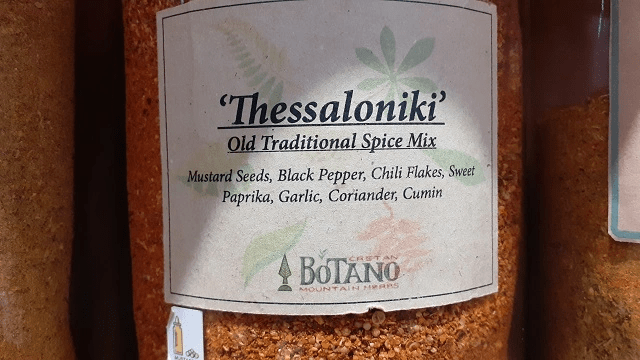 ‘Thessaloniki’
Old Traditional Spice Mix
Mustard Seeds, Black Pepper, Chili Flakes, Sweet
Paprika, Garlic, Coriander, Cumin
CRETAN
BOTANO
MOUNTAIN HERBS